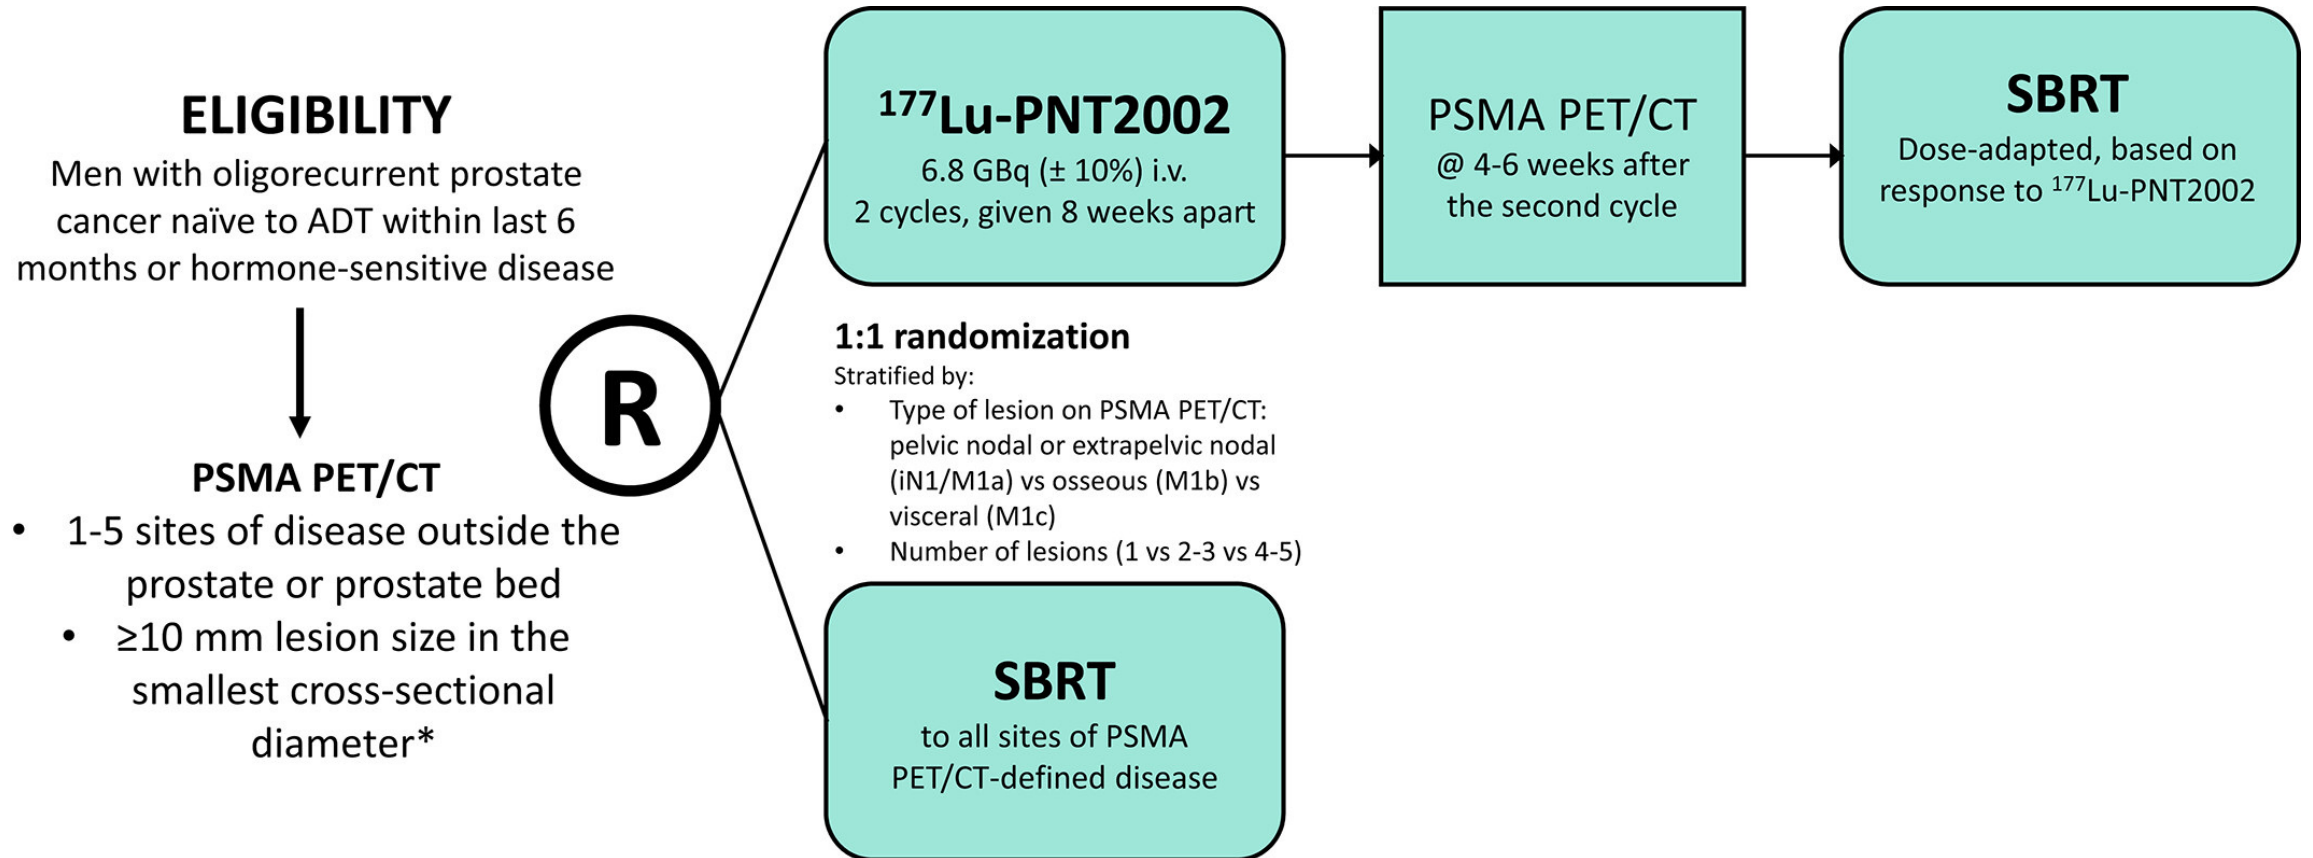 ELIGIBILITY
Men with oligorecurrent prostate
cancer naïve to ADT within last 6
months or hormone-sensitive disease
PSMA PET/CT
• 1-5 sites of disease outside the
prostate or prostate bed
• ≥10 mm lesion size in the
smallest cross-sectional
diameter*
R
¹⁷⁷Lu-PNT2002
6.8 GBq (± 10%) i.v.
2 cycles, given 8 weeks apart
PSMA PET/CT
@ 4-6 weeks after
the second cycle
SBRT
Dose-adapted, based on
response to ¹⁷⁷Lu-PNT2002
1:1 randomization
Stratified by:
• Type of lesion on PSMA PET/CT:
pelvic nodal or extrapelvic nodal
(iN1/M1a) vs osseous (M1b) vs
visceral (M1c)
• Number of lesions (1 vs 2-3 vs 4-5)
SBRT
to all sites of PSMA
PET/CT-defined disease